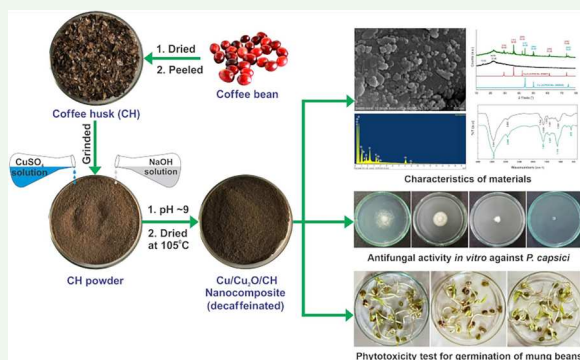 1. Dried
2. Peeled
Coffee husk (CH)
Coffee bean
Grinded
CuSO₄
solution
NaOH
solution
1. pH ~9
2. Dried
at 105⁰C
CH powder
Cu/Cu₂O/CH
Nanocomposite
(decaffeinated)
Characteristics of materials
Antifungal activity in vitro against P. capsici
Phytotoxicity test for germination of mung beans